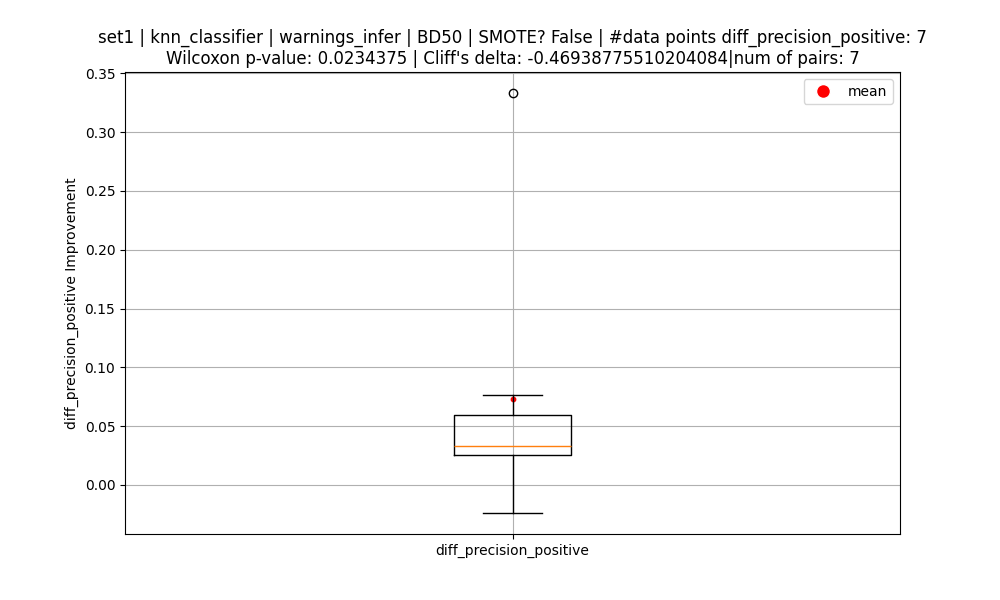 set1 | knn_classifier | warnings_infer | BD50 | SMOTE? False | #data points diff_precision_positive: 7
Wilcoxon p-value: 0.0234375 | Cliff's delta: -0.46938775510204084|num of pairs: 7
mean
0.35
0.30
0.25
0.20
0.15
0.10
0.05
0.00
diff_precision_positive Improvement
diff_precision_positive